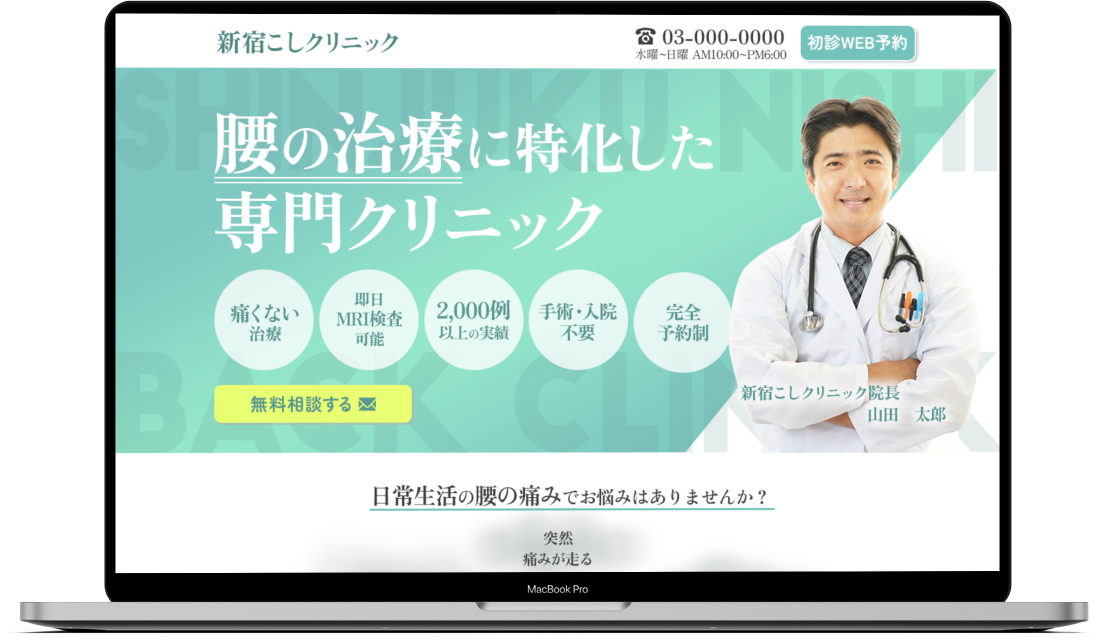 新宿こしクリニック
☎ 03-000-0000
水曜~日曜 AM10:00~PM6:00
初診WEB予約
SHINJUKU NISHI
腰の治療に特化した
専門クリニック
痛くない
治療
即日
MRI検査
可能
2,000例
以上の実績
手術・入院
不要
完全
予約制
BACK CLINIK
無料相談する
新宿こしクリニック院長
山田　太郎
日常生活の腰の痛みでお悩みはありませんか？
突然
痛みが走る
MacBook Pro